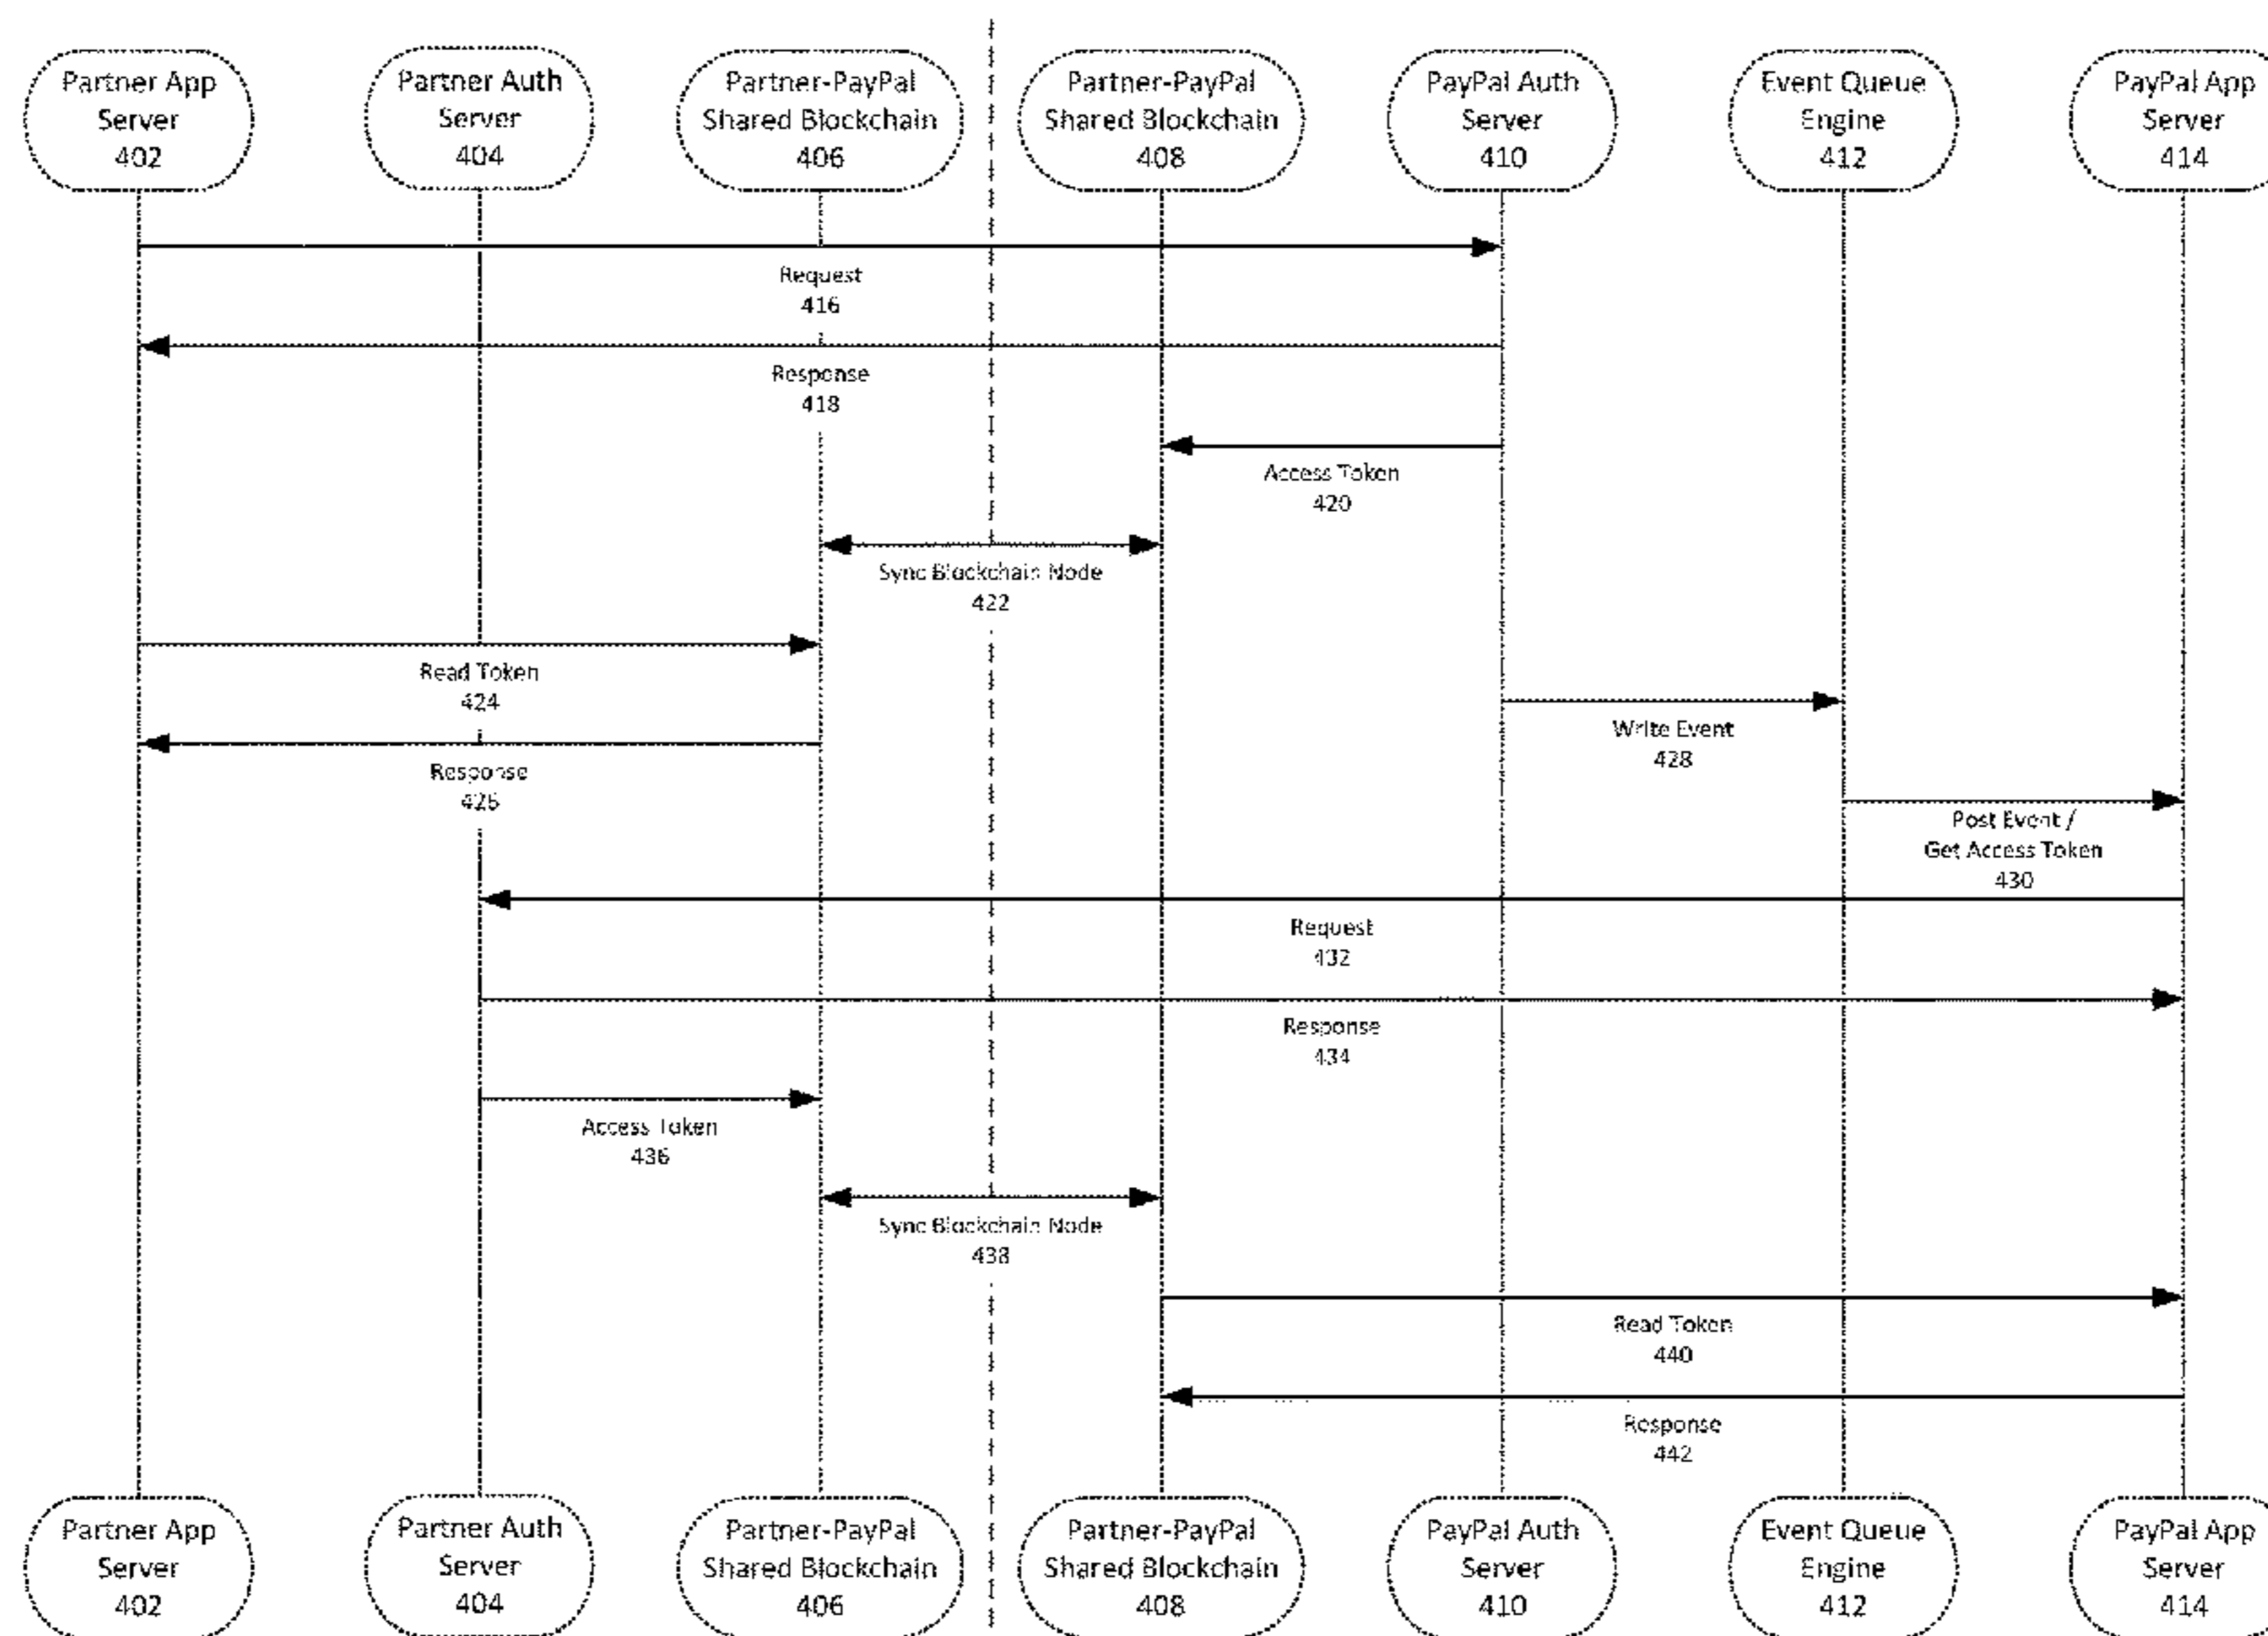 Partner App
Server
402
Partner Auth
Server
404
Partner-PayPal
Shared Blockchain
406
Partner-PayPal
Shared Blockchain
408
PayPal Auth
Server
410
Event Queue
Engine
412
PayPal App
Server
414
Request
416
Response
418
Access Token
420
Sync Blockchain Node
422
Read Token
424
Write Event
428
Response
426
Post Event /
Get Access Token
430
Request
432
Response
434
Access Token
436
Sync Blockchain Node
438
Read Token
440
Response
442
Partner App
Server
402
Partner Auth
Server
404
Partner-PayPal
Shared Blockchain
406
Partner-PayPal
Shared Blockchain
408
PayPal Auth
Server
410
Event Queue
Engine
412
PayPal App
Server
414